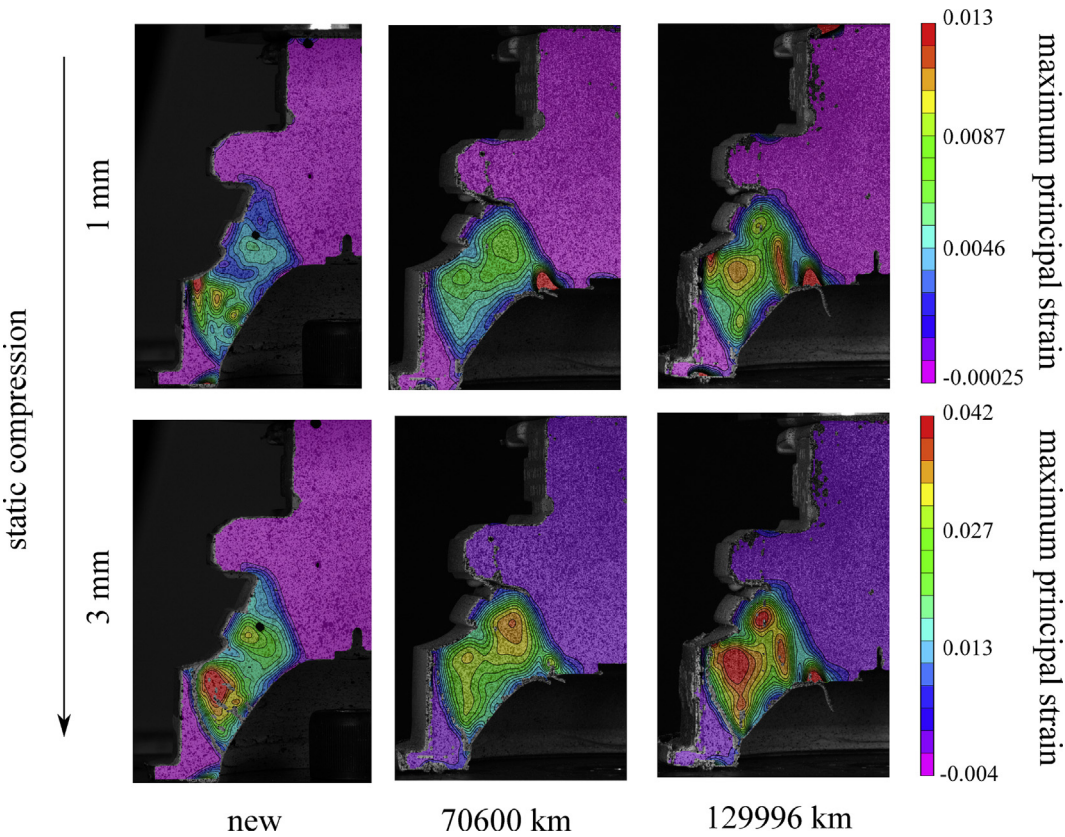 static compression
1 mm
0.013
0.0087
0.0046
-0.00025
maximum principal strain
3 mm
0.042
0.027
0.013
-0.004
maximum principal strain
new
70600 km
129996 km